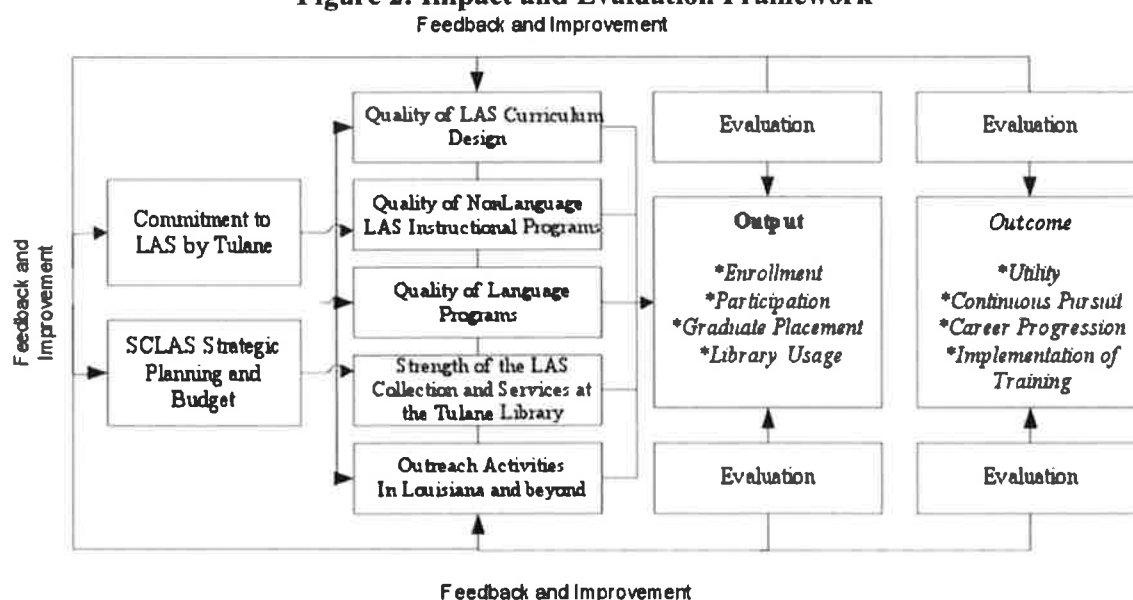 Figure 2. Impact and Evaluation Framework
Feedback and Improvement
Feedback and
Improvement
Commitment to
LAS by Tulane
SCLAS Strategic
Planning and
Budget
Quality of LAS Curriculum
Design
Quality of NonLanguage
LAS Instructional Programs
Quality of Language
Programs
Strength of the LAS
Collection and Services at
the Tulane Library
Outreach Activities
In Louisiana and beyond
Evaluation
Output
*Enrollment
*Participation
*Graduate Placement
*Library Usage
Evaluation
Evaluation
Outcome
*Utility
*Continuous Pursuit
*Career Progression
*Implementation of
Training
Evaluation
Feedback and Improvement